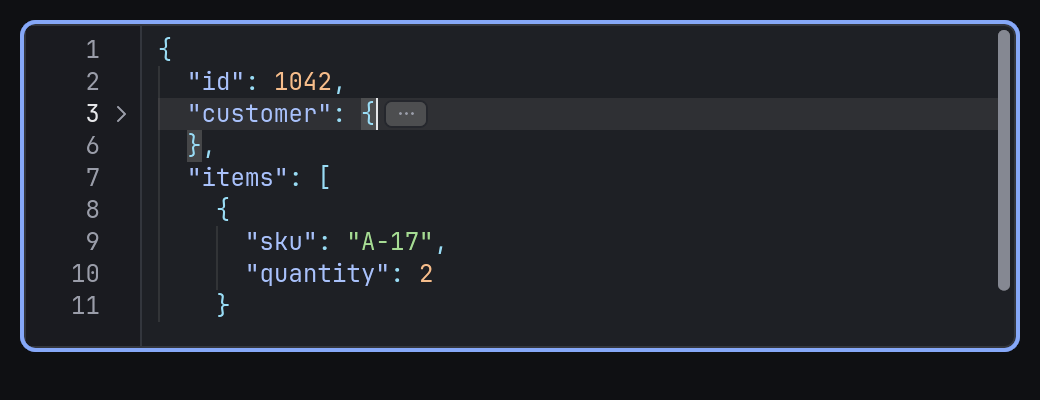 1 {
2   "id": 1042,
3   "customer": { ···
6   },
7   "items": [
8     {
9       "sku": "A-17",
10       "quantity": 2
11     }